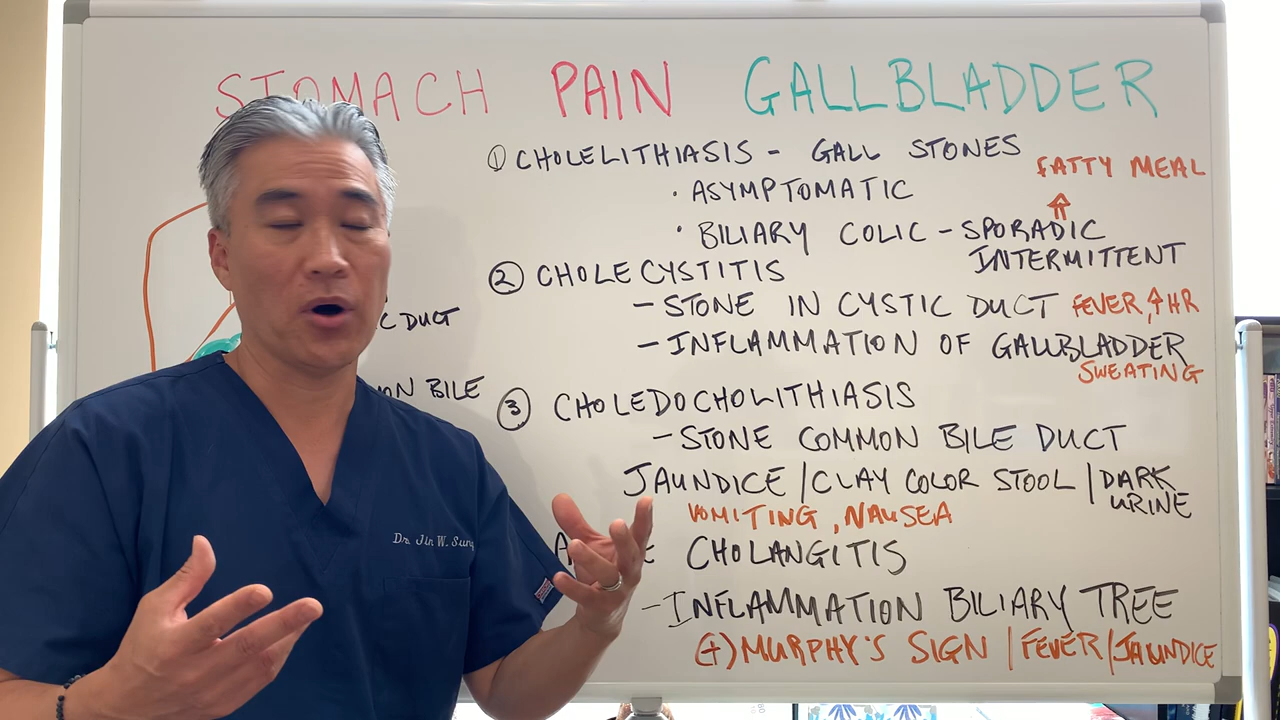 STOMACH PAIN GALLBLADDER
① CHOLELITHIASIS - GALL STONES
FATTY MEAL
· ASYMPTOMATIC
· BILIARY COLIC - SPORADIC
INTERMITTENT
② CHOLECYSTITIS
- STONE IN CYSTIC DUCT FEVER, ↑HR
C DUCT
- INFLAMMATION OF GALLBLADDER
SWEATING
ON BILE
③ CHOLEDOCHOLITHIASIS
- STONE COMMON BILE DUCT
JAUNDICE / CLAY COLOR STOOL / DARK
URINE
VOMITING, NAUSEA
Dr. Jin W. Sung
A E CHOLANGITIS
- INFLAMMATION BILIARY TREE
(+) MURPHY'S SIGN / FEVER / JAUNDICE